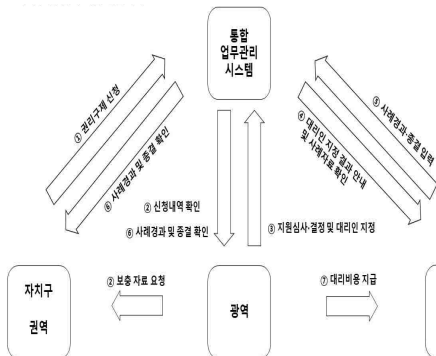 통합
업무관리
시스템
① 권리구제 신청
⑥ 사례경과 및 종결 확인
② 신청내역 확인
⑥ 사례경과 및 종결 확인
③ 지원심사·결정 및 대리인 지정
④ 대리인 지정 결과 안내
및 사례자료 확인
⑤ 사례경과·종결 입력
자치구
권역
② 보충 자료 요청
광역
⑦ 대리비용 지급